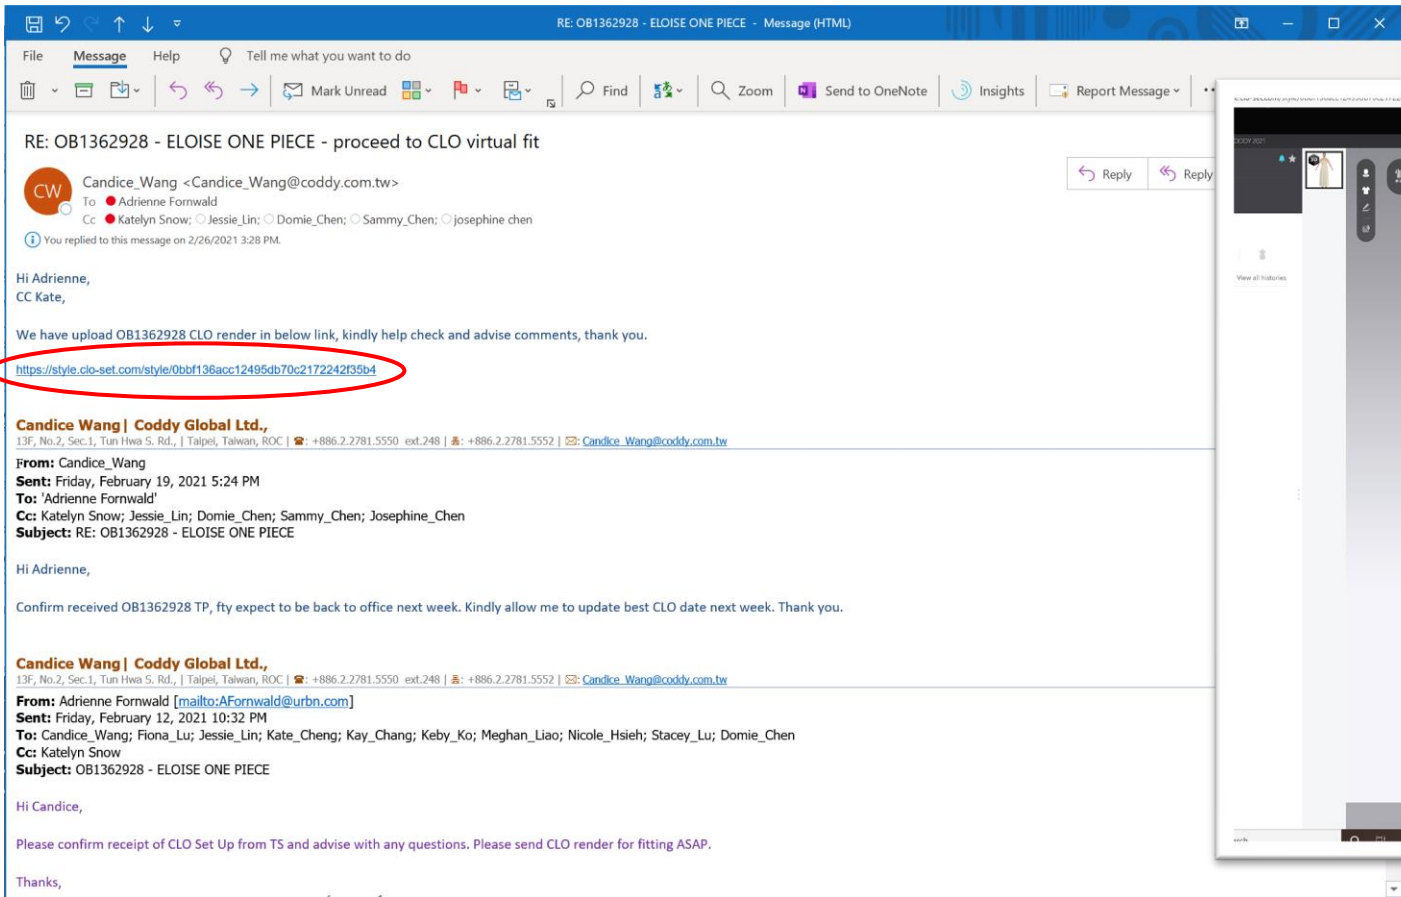 RE: OB1362928 - ELOISE ONE PIECE - Message (HTML)
File Message Help Tell me what you want to do
Mark Unread Find Zoom Send to OneNote Insights Report Message
RE: OB1362928 - ELOISE ONE PIECE - proceed to CLO virtual fit
Reply Reply
CW
Candice_Wang <Candice_Wang@coddy.com.tw>
To Adrienne Fornwald
Cc Katelyn Snow; Jessie_Lin; Domie_Chen; Sammy_Chen; josephine chen
You replied to this message on 2/26/2021 3:28 PM.
View all histories
Hi Adrienne,
CC Kate,
We have upload OB1362928 CLO render in below link, kindly help check and advise comments, thank you.
https://style.clo-set.com/style/0bbf136acc12495db70c2172242f35b4
Candice Wang| Coddy Global Ltd.,
13F, No.2, Sec.1, Tun Hwa S. Rd., | Taipei, Taiwan, ROC | ☎: +886.2.2781.5550 ext.248 | : +886.2.2781.5552 | ✉: Candice_Wang@coddy.com.tw
From: Candice_Wang
Sent: Friday, February 19, 2021 5:24 PM
To: 'Adrienne Fornwald'
Cc: Katelyn Snow; Jessie_Lin; Domie_Chen; Sammy_Chen; Josephine_Chen
Subject: RE: OB1362928 - ELOISE ONE PIECE
Hi Adrienne,
Confirm received OB1362928 TP, fty expect to be back to office next week. Kindly allow me to update best CLO date next week. Thank you.
Candice Wang| Coddy Global Ltd.,
13F, No.2, Sec.1, Tun Hwa S. Rd., | Taipei, Taiwan, ROC | ☎: +886.2.2781.5550 ext.248 | : +886.2.2781.5552 | ✉: Candice_Wang@coddy.com.tw
From: Adrienne Fornwald [mailto:AFornwald@urbn.com]
Sent: Friday, February 12, 2021 10:32 PM
To: Candice_Wang; Fiona_Lu; Jessie_Lin; Kate_Cheng; Kay_Chang; Keby_Ko; Meghan_Liao; Nicole_Hsieh; Stacey_Lu; Domie_Chen
Cc: Katelyn Snow
Subject: OB1362928 - ELOISE ONE PIECE
Hi Candice,
Please confirm receipt of CLO Set Up from TS and advise with any questions. Please send CLO render for fitting ASAP.
Thanks,